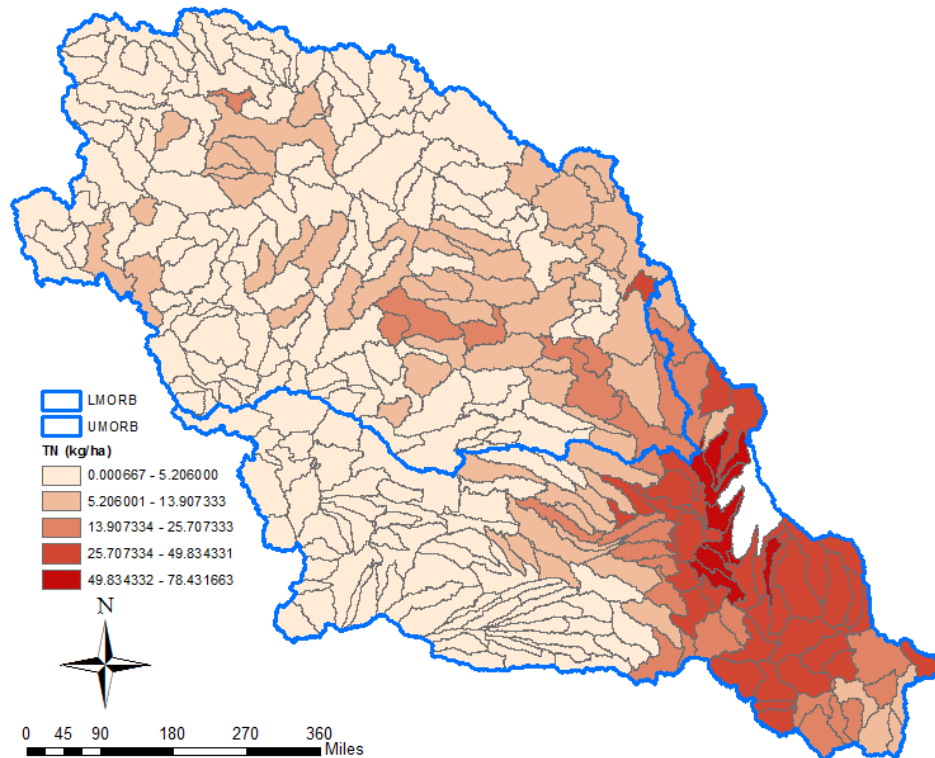 LMORB
UMORB
TN (kg/ha)
0.000667 - 5.206000
5.206001 - 13.907333
13.907334 - 25.707333
25.707334 - 49.834331
49.834332 - 78.431663
N
0 45 90 180 270 360
Miles